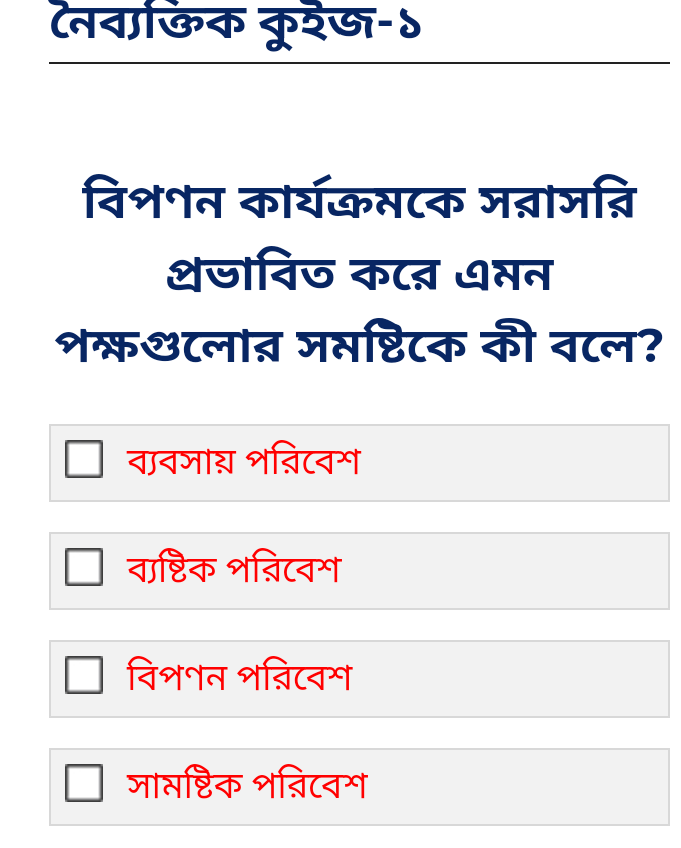 নৈব্যক্তিক কুইজ-১
বিপণন কার্যক্রমকে সরাসরি
প্রভাবিত করে এমন
পক্ষগুলোর সমষ্টিকে কী বলে?
ব্যবসায় পরিবেশ
ব্যষ্টিক পরিবেশ
বিপণন পরিবেশ
সামষ্টিক পরিবেশ